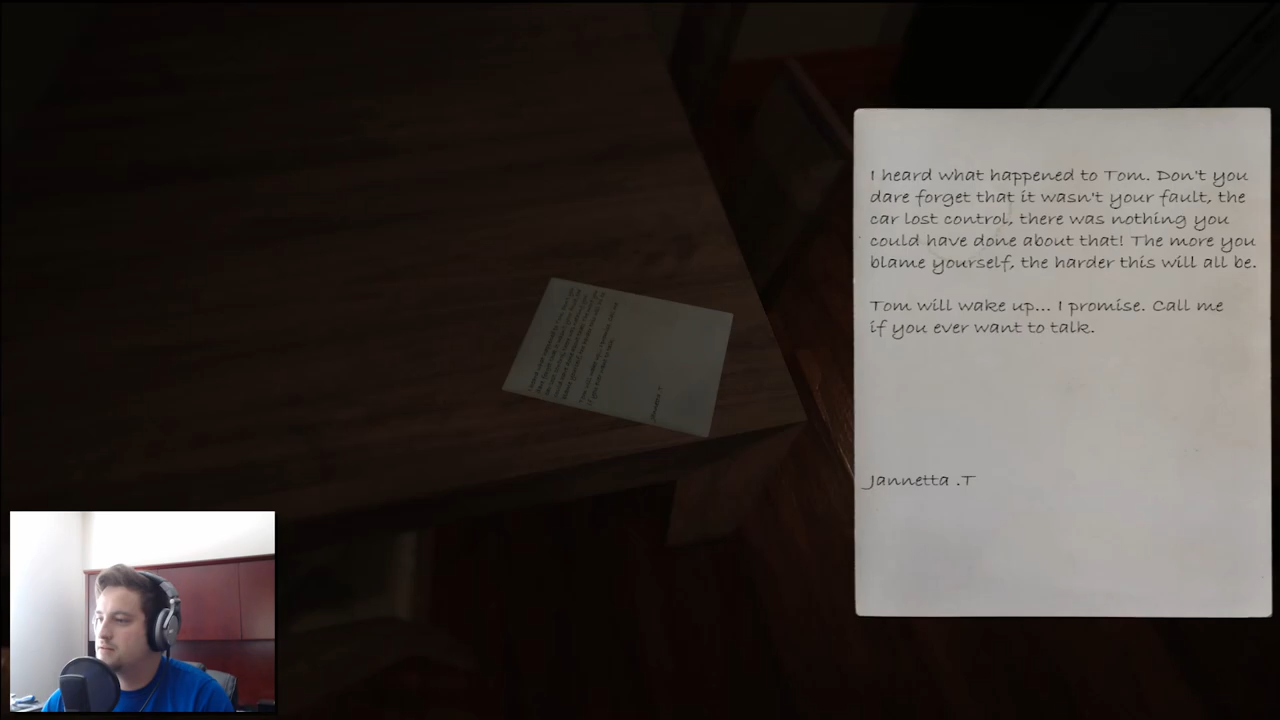 I heard what happened to Tom. Don't you
dare forget that it wasn't your fault, the
car lost control, there was nothing you
could have done about that! The more you
blame yourself, the harder this will all be.
Tom will wake up... I promise. Call me
if you ever want to talk.
Jannetta .T